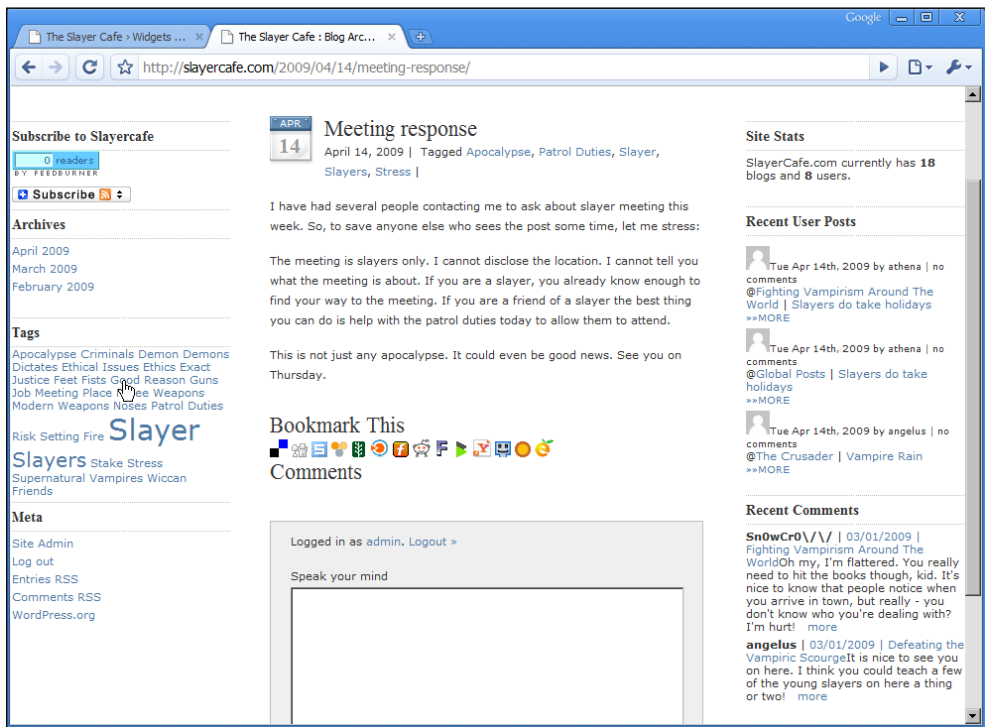 Google
The Slayer Cafe › Widgets ...
The Slayer Cafe : Blog Arc...
http://slayercafe.com/2009/04/14/meeting-response/
Subscribe to Slayercafe
0 readers
BY FEEDBURNER
Subscribe
Archives
April 2009
March 2009
February 2009
Tags
Apocalypse Criminals Demon Demons
Dictates Ethical Issues Ethics Exact
Justice Feet Fists Good Reason Guns
Job Meeting Place Melee Weapons
Modern Weapons Noses Patrol Duties
Risk Setting Fire Slayer
Slayers Stake Stress
Supernatural Vampires Wiccan
Friends
Meta
Site Admin
Log out
Entries RSS
Comments RSS
WordPress.org
APR
14
Meeting response
April 14, 2009 | Tagged Apocalypse, Patrol Duties, Slayer,
Slayers, Stress |
I have had several people contacting me to ask about slayer meeting this
week. So, to save anyone else who sees the post some time, let me stress:
The meeting is slayers only. I cannot disclose the location. I cannot tell you
what the meeting is about. If you are a slayer, you already know enough to
find your way to the meeting. If you are a friend of a slayer the best thing
you can do is help with the patrol duties today to allow them to attend.
This is not just any apocalypse. It could even be good news. See you on
Thursday.
Bookmark This
Comments
Logged in as admin. Logout »
Speak your mind
Site Stats
SlayerCafe.com currently has 18
blogs and 8 users.
Recent User Posts
Tue Apr 14th, 2009 by athena | no
comments
@Fighting Vampirism Around The
World | Slayers do take holidays
»»MORE
Tue Apr 14th, 2009 by athena | no
comments
@Global Posts | Slayers do take
holidays
»»MORE
Tue Apr 14th, 2009 by angelus | no
comments
@The Crusader | Vampire Rain
»»MORE
Recent Comments
Sn0wCr0\/\/ | 03/01/2009 |
Fighting Vampirism Around The
WorldOh my, I'm flattered. You really
need to hit the books though, kid. It's
nice to know that people notice when
you arrive in town, but really - you
don't know who you're dealing with?
I'm hurt! more
angelus | 03/01/2009 | Defeating the
Vampiric ScourgeIt is nice to see you
on here. I think you could teach a few
of the young slayers on here a thing
or two! more